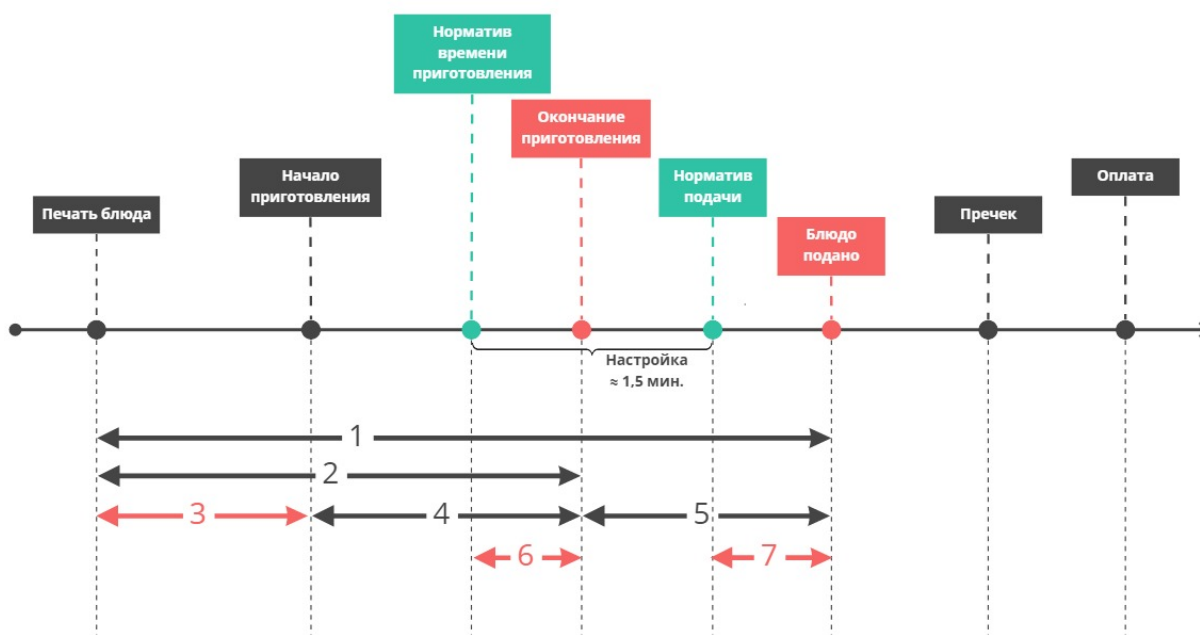 Норматив
времени
приготовления
Окончание
приготовления
Начало
приготовления
Норматив
подачи
Оплата
Печать блюда
Пречек
Блюдо
подано
Настройка
≈ 1,5 мин.
1
2
3
4
5
6
7